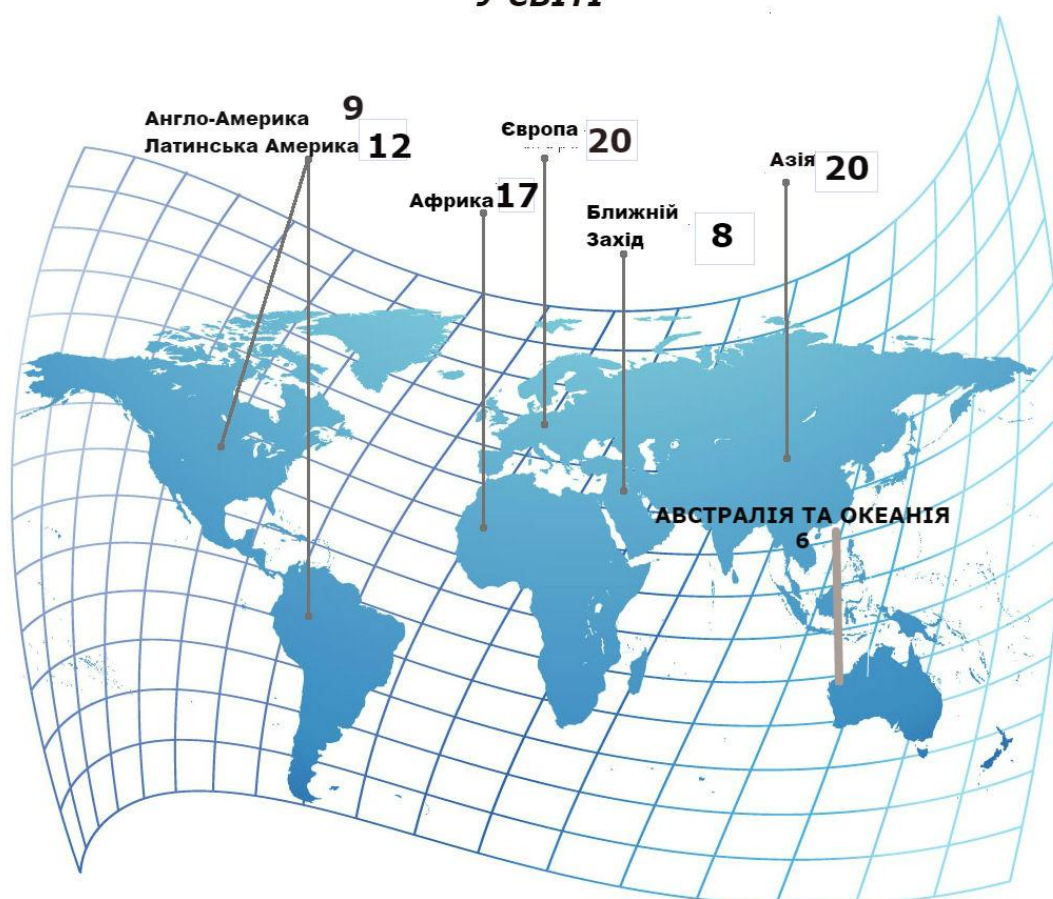 У СВІТІ
Англо-Америка 9
Латинська Америка 12
Європа 20
Азія 20
Африка 17
Ближній
Захід 8
АВСТРАЛІЯ ТА ОКЕАНІЯ
6